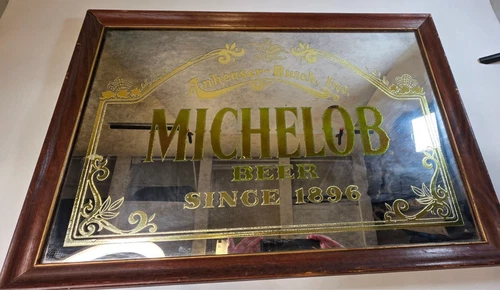 Anheuser-Busch, Inc.
MICHELOB
BEER
SINCE 1896